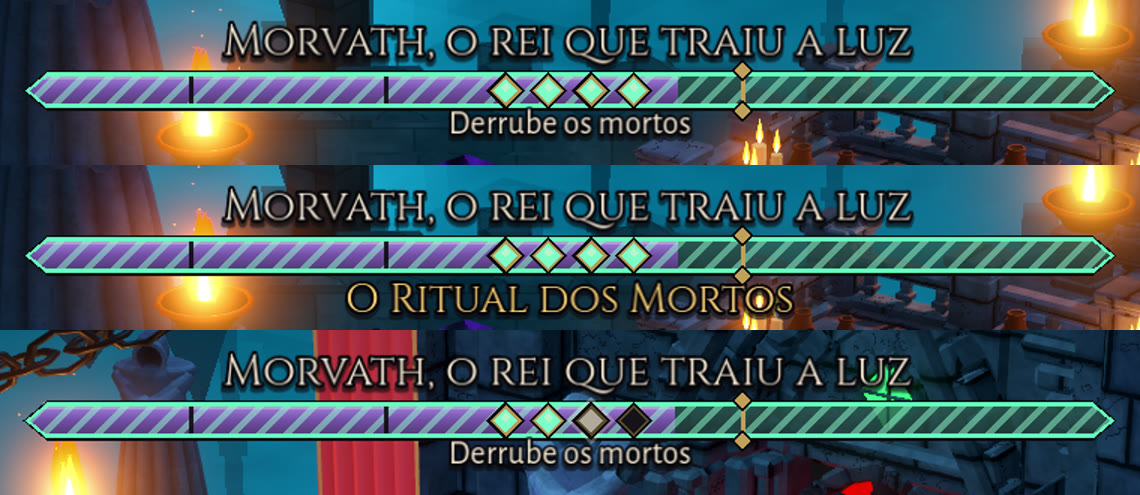 Morvath, o rei que traiu a luz
Derrube os mortos
Morvath, o rei que traiu a luz
O Ritual dos Mortos
Morvath, o rei que traiu a luz
Derrube os mortos